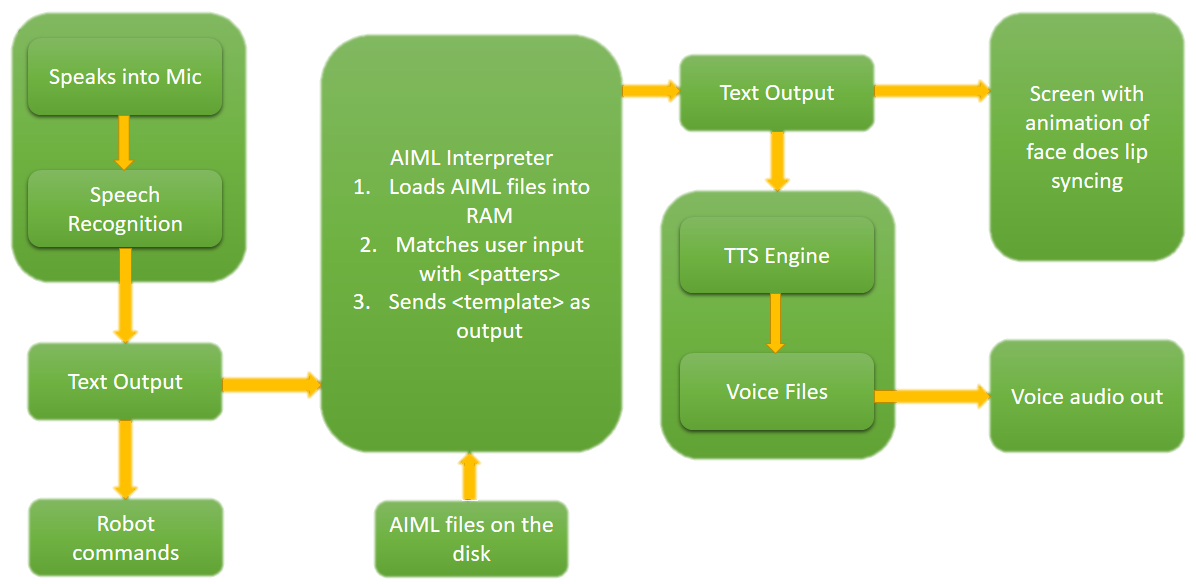 Speaks into Mic
Speech
Recognition
Text Output
Robot
commands
AIML Interpreter
1. Loads AIML files into
RAM
2. Matches user input
with <patters>
3. Sends <template> as
output
AIML files on the
disk
Text Output
TTS Engine
Voice Files
Screen with
animation of
face does lip
syncing
Voice audio out